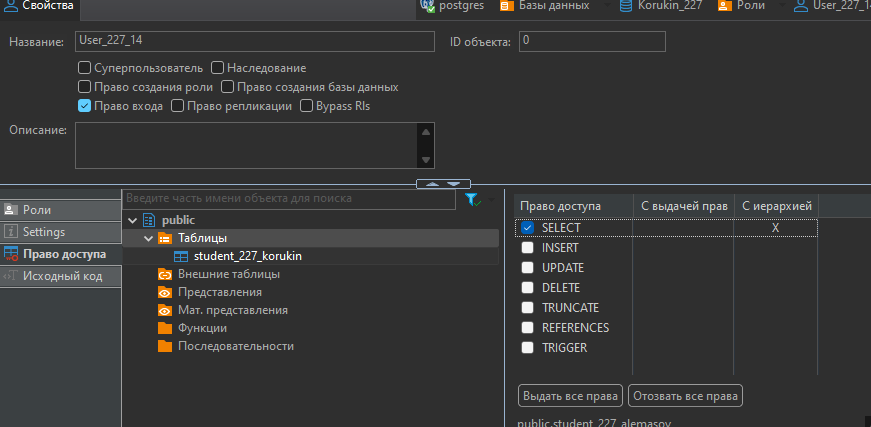 Свойства postgres Базы данных Korukin_227 Роли User_227_14
Название: User_227_14 ID объекта: 0
Суперпользователь Наследование
Право создания роли Право создания базы данных
Право входа Право репликации Bypass Rls
Описание:
Роли
Settings
Право доступа
Исходный код
Введите часть имени объекта для поиска
public
Таблицы
student_227_korukin
Внешние таблицы
Представления
Мат. представления
Функции
Последовательности
Право доступа С выдачей прав С иерархией
SELECT X
INSERT
UPDATE
DELETE
TRUNCATE
REFERENCES
TRIGGER
Выдать все права Отозвать все права
public.student_227_alemasov